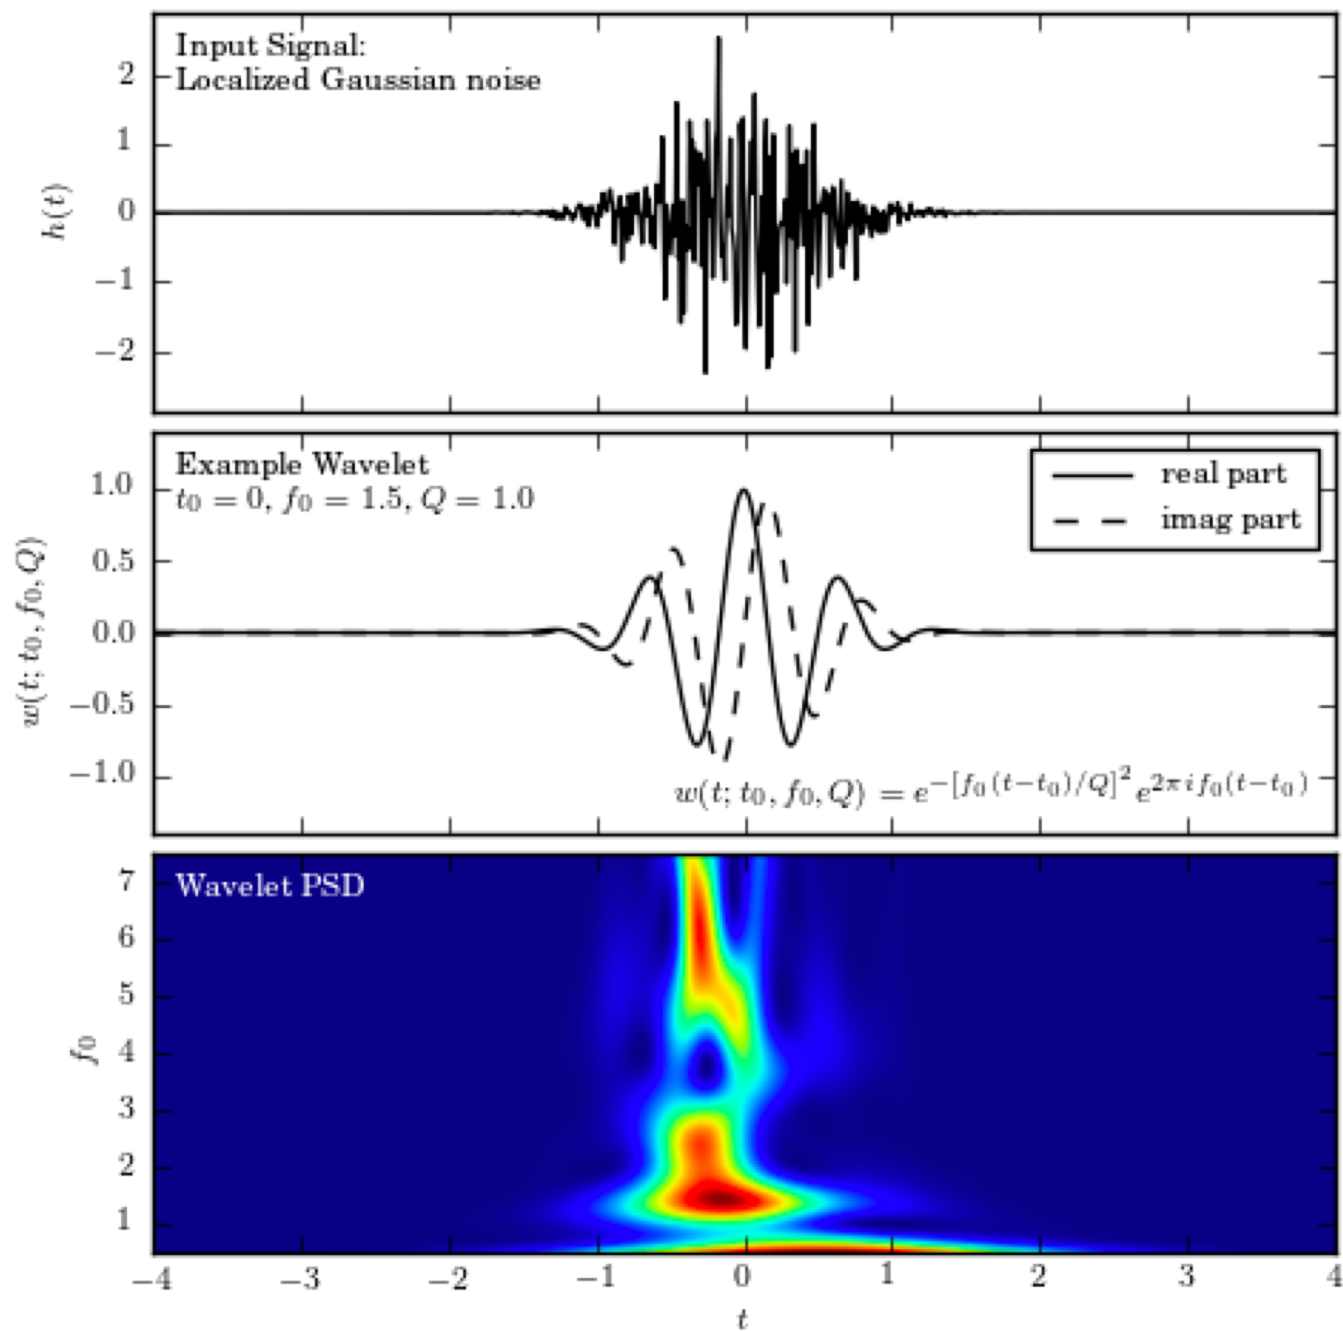 Input Signal:
Localized Gaussian noise
h(t)
2
1
0
−1
−2
Example Wavelet
t₀ = 0, f₀ = 1.5, Q = 1.0
real part
imag part
w(t; t₀, f₀, Q)
1.0
0.5
0.0
−0.5
−1.0
w(t; t₀, f₀, Q) = e^{−[f₀(t−t₀)/Q]²} e^{2πif₀(t−t₀)}
Wavelet PSD
f₀
7
6
5
4
3
2
1
−4 −3 −2 −1 0 1 2 3 4
t